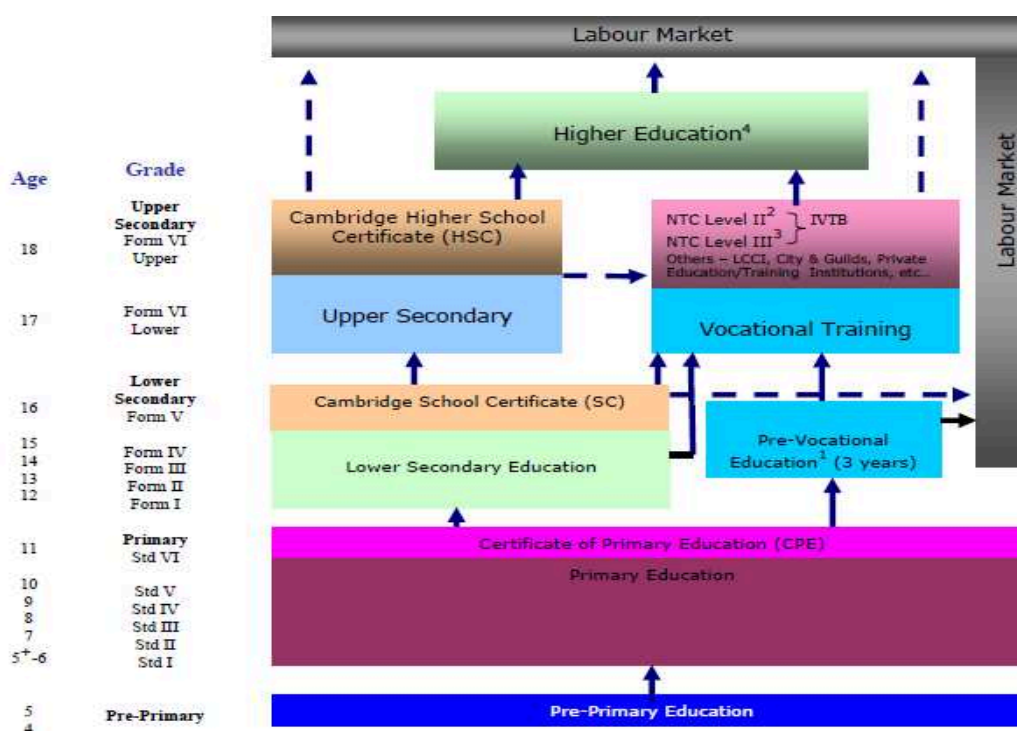 Labour Market
Labour Market
Higher Education⁴
Age
Grade
Upper
Secondary
Form VI
Upper
18
Cambridge Higher School
Certificate (HSC)
NTC Level II²
NTC Level III³
IVTB
Others – LCCI, City & Guilds, Private
Education/Training Institutions, etc..
17
Form VI
Lower
Upper Secondary
Vocational Training
Lower
Secondary
16
Form V
Cambridge School Certificate (SC)
15
14
13
12
Form IV
Form III
Form II
Form I
Lower Secondary Education
Pre-Vocational
Education¹ (3 years)
Primary
11
Std VI
Certificate of Primary Education (CPE)
Primary Education
10
9
8
7
5⁺-6
Std V
Std IV
Std III
Std II
Std I
5
4
Pre-Primary
Pre-Primary Education